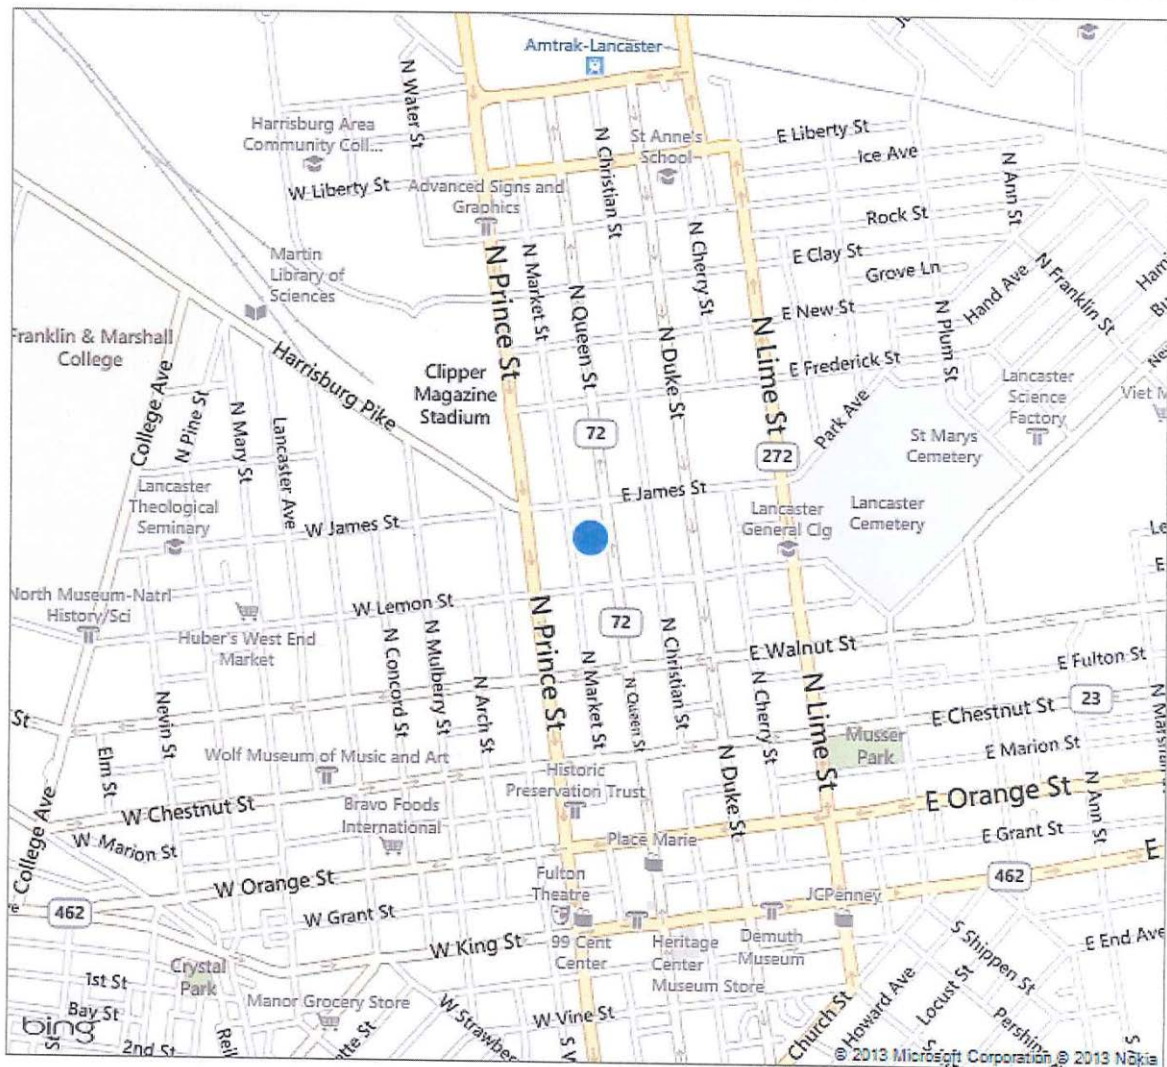 Amtrak-Lancaster
N Water St
Harrisburg Area
Community Coll...
N Christian St
St Anne's
School
E Liberty St
Ice Ave
N Ann St
W Liberty St
Advanced Signs and
Graphics
Rock St
N Cherry St
E Clay St
Grove Ln
Martin
Library of
Sciences
N Prince St
N Market St
N Queen St
N Duke St
N Lime St
E New St
N Plum St
Hand Ave
N Franklin St
Franklin & Marshall
College
College Ave
N Pine St
N Mary St
Lancaster Ave
Harrisburg Pike
Clipper
Magazine
Stadium
E Frederick St
Park Ave
Lancaster
Science
Factory
72
272
St Marys
Cemetery
Lancaster
Theological
Seminary
W James St
E James St
Lancaster
General Clg
Lancaster
Cemetery
North Museum-Natrl
History/Sci
W Lemon St
Huber's West End
Market
72
N Concord St
N Mulberry St
N Arch St
N Prince St
N Market St
N Queen St
N Christian St
E Walnut St
N Cherry St
N Lime St
E Fulton St
23
E Chestnut St
Musser
Park
E Marion St
St
Elm St
Nevin St
Wolf Museum of Music and Art
Historic
Preservation Trust
N Duke St
E Orange St
N Ann St
W Chestnut St
Bravo Foods
International
W Marion St
College Ave
Place Marie
E Grant St
W Orange St
Fulton
Theatre
462
JCPenney
462
W Grant St
W King St
99 Cent
Center
Heritage
Center
Museum Store
Demuth
Museum
S Shippen St
E End Ave
Crystal
Park
1st St
Manor Grocery Store
Bay St
bing
2nd St
W Vine St
Church St
Howard Ave
Locust St
© 2013 Microsoft Corporation © 2013 Nokia